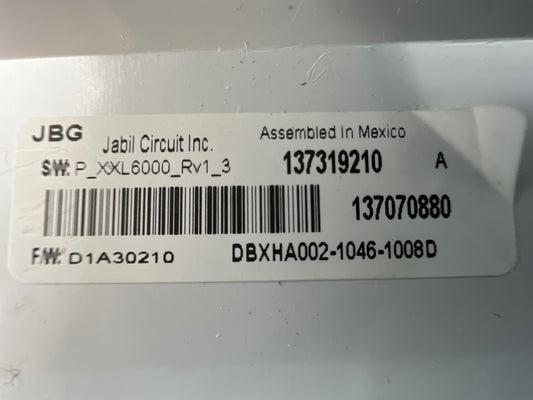 JBG Jabil Circuit Inc. Assembled In Mexico
S/W: P_XXL6000_Rv1_3 137319210 A
137070880
F/W: D1A30210 DBXHA002-1046-1008D